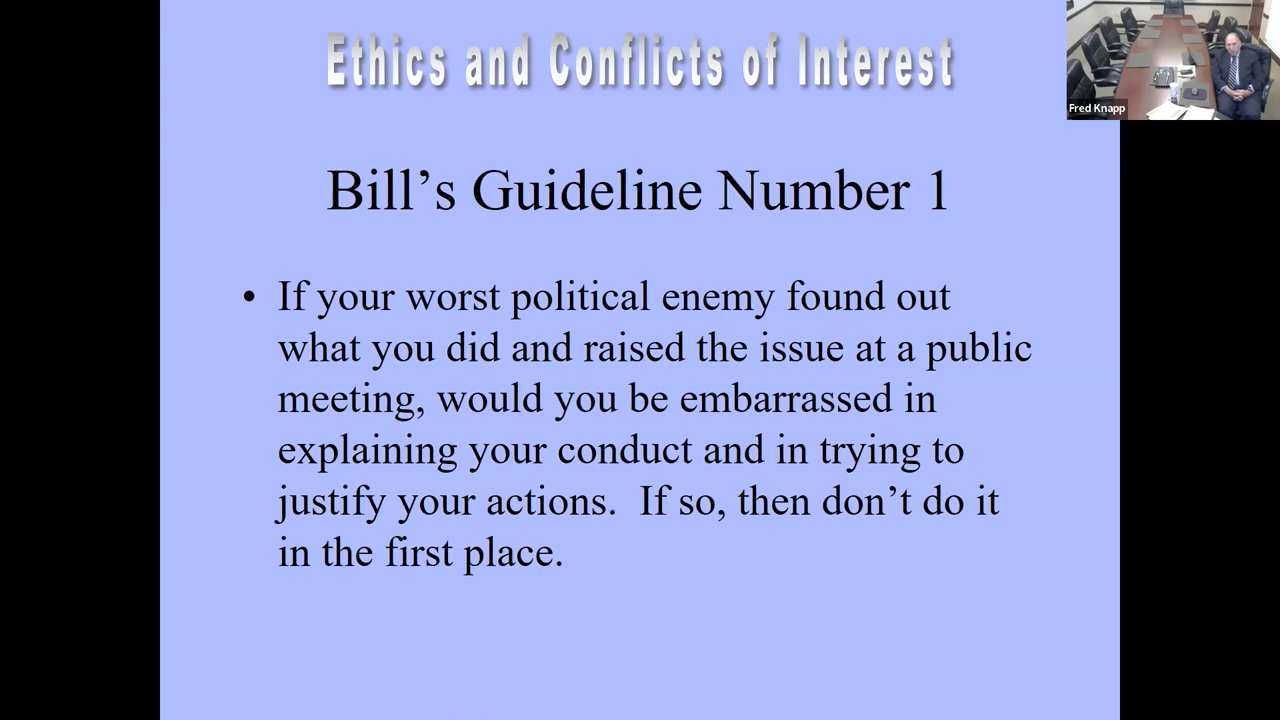 Ethics and Conflicts of Interest
Fred Knapp
Bill’s Guideline Number 1
• If your worst political enemy found out
what you did and raised the issue at a public
meeting, would you be embarrassed in
explaining your conduct and in trying to
justify your actions.  If so, then don’t do it
in the first place.